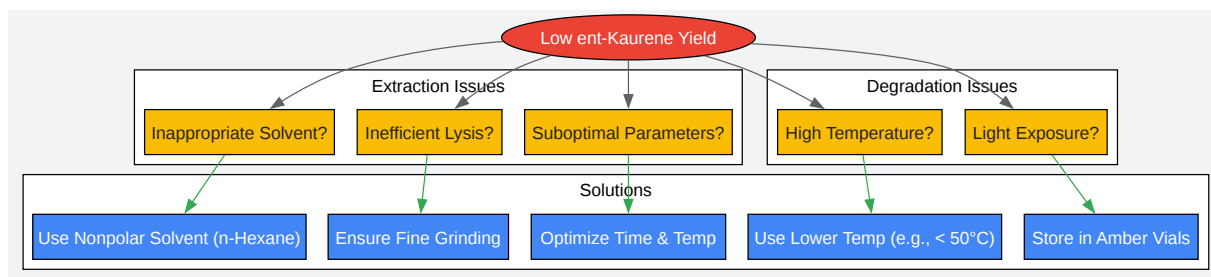 Low ent-Kaurene Yield
Extraction Issues
Degradation Issues
Inappropriate Solvent?
Inefficient Lysis?
Suboptimal Parameters?
High Temperature?
Light Exposure?
Solutions
Use Nonpolar Solvent (n-Hexane)
Ensure Fine Grinding
Optimize Time & Temp
Use Lower Temp (e.g., < 50°C)
Store in Amber Vials